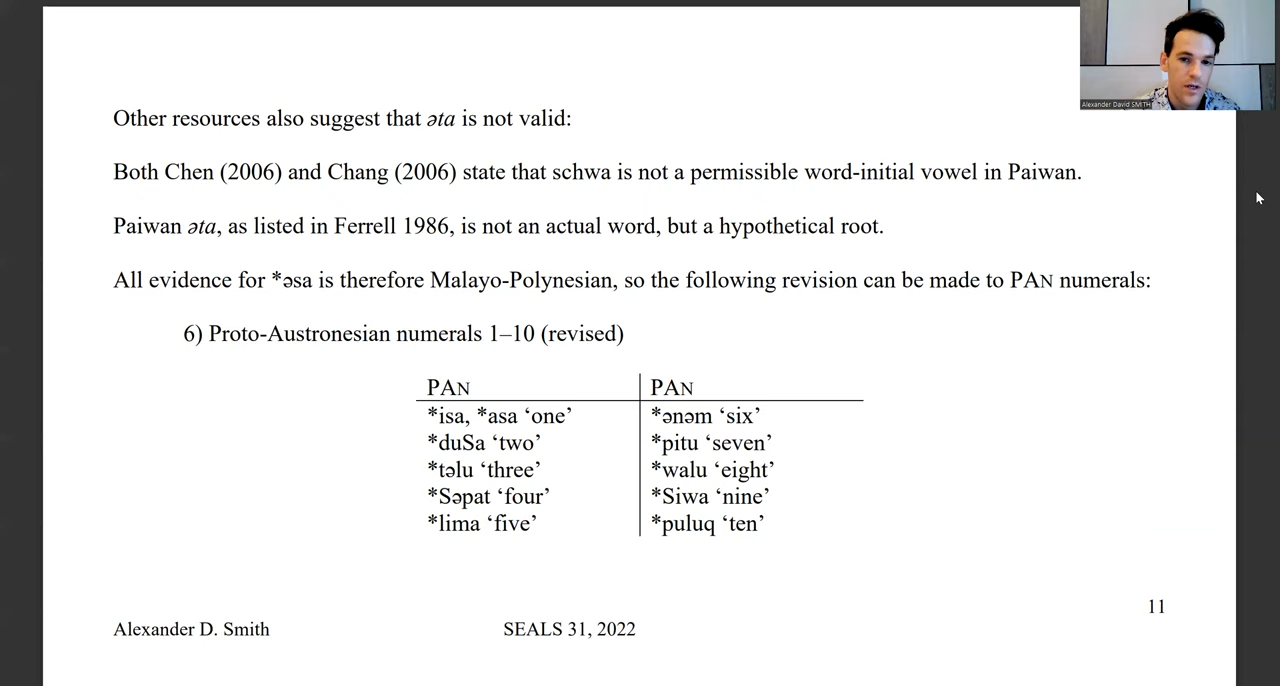 Alexander David SMITH
Other resources also suggest that əta is not valid:
Both Chen (2006) and Chang (2006) state that schwa is not a permissible word-initial vowel in Paiwan.
Paiwan əta, as listed in Ferrell 1986, is not an actual word, but a hypothetical root.
All evidence for *əsa is therefore Malayo-Polynesian, so the following revision can be made to PAN numerals:
6) Proto-Austronesian numerals 1–10 (revised)
PAN PAN
*isa, *asa ‘one’ *ənəm ‘six’
*duSa ‘two’ *pitu ‘seven’
*təlu ‘three’ *walu ‘eight’
*Səpat ‘four’ *Siwa ‘nine’
*lima ‘five’ *puluq ‘ten’
11
Alexander D. Smith SEALS 31, 2022